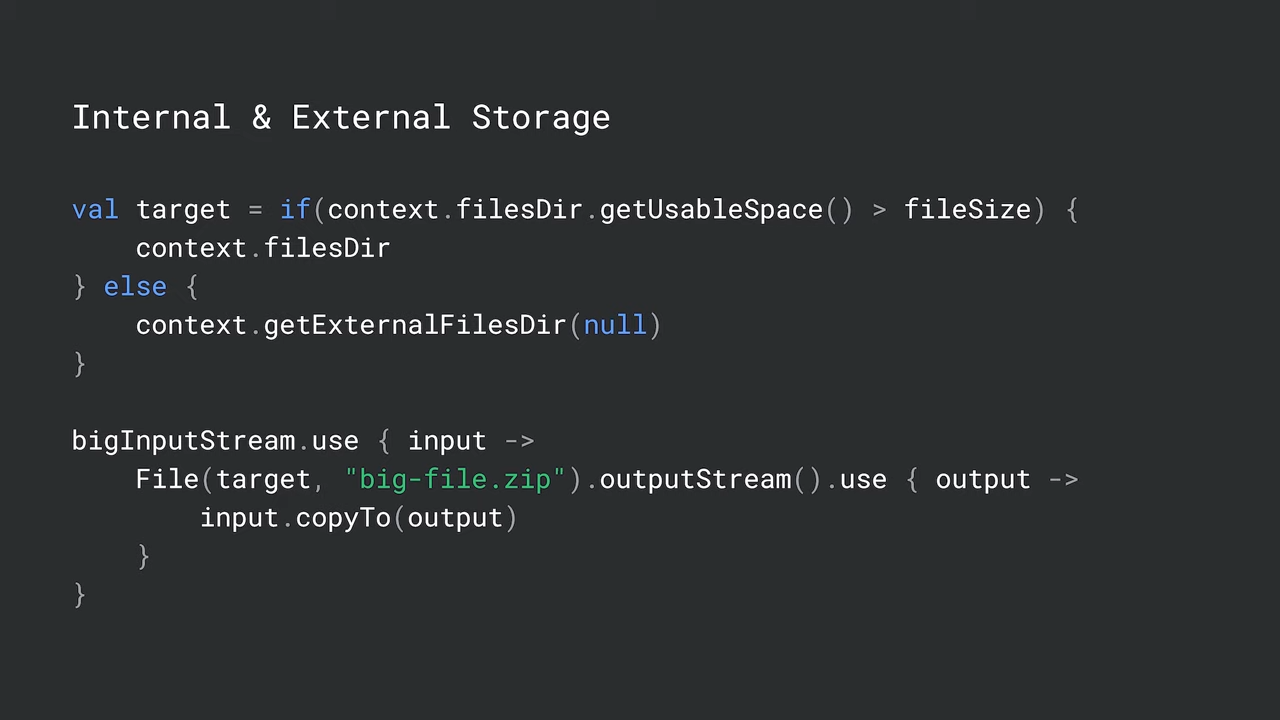 Internal & External Storage
val target = if(context.filesDir.getUsableSpace() > fileSize) {
    context.filesDir
} else {
    context.getExternalFilesDir(null)
}
bigInputStream.use { input ->
    File(target, "big-file.zip").outputStream().use { output ->
        input.copyTo(output)
    }
}